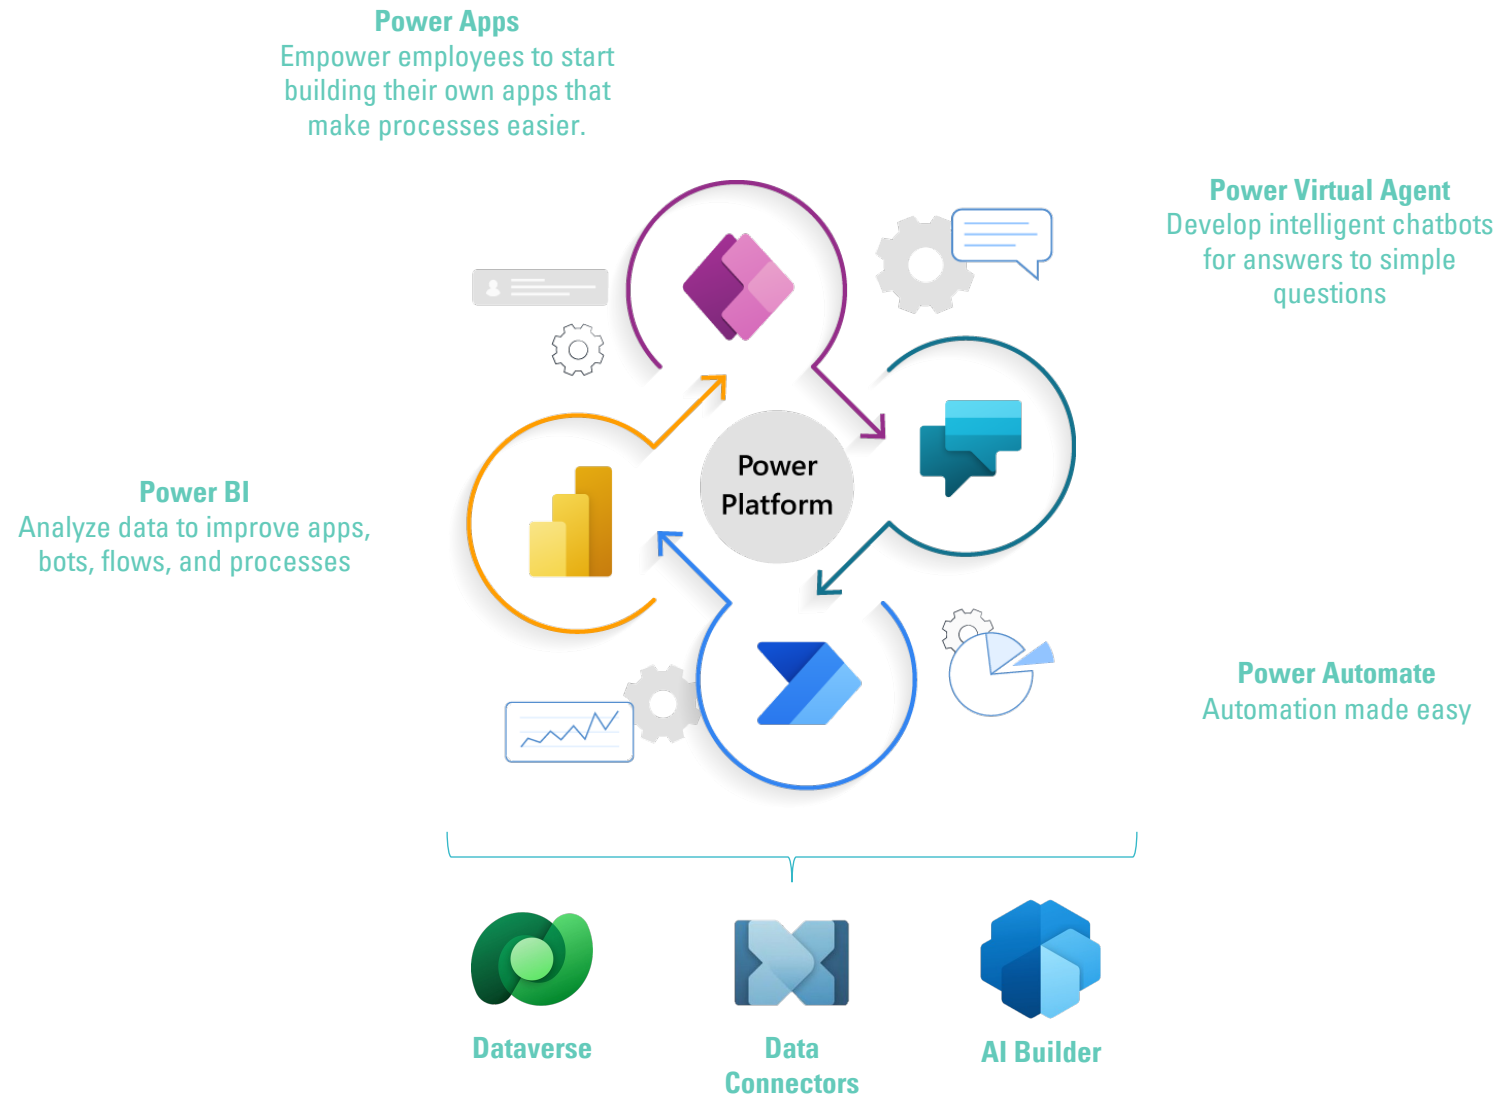 Power Apps
Empower employees to start
building their own apps that
make processes easier.
Power Virtual Agent
Develop intelligent chatbots
for answers to simple
questions
Power
Platform
Power BI
Analyze data to improve apps,
bots, flows, and processes
Power Automate
Automation made easy
Dataverse
Data
Connectors
AI Builder